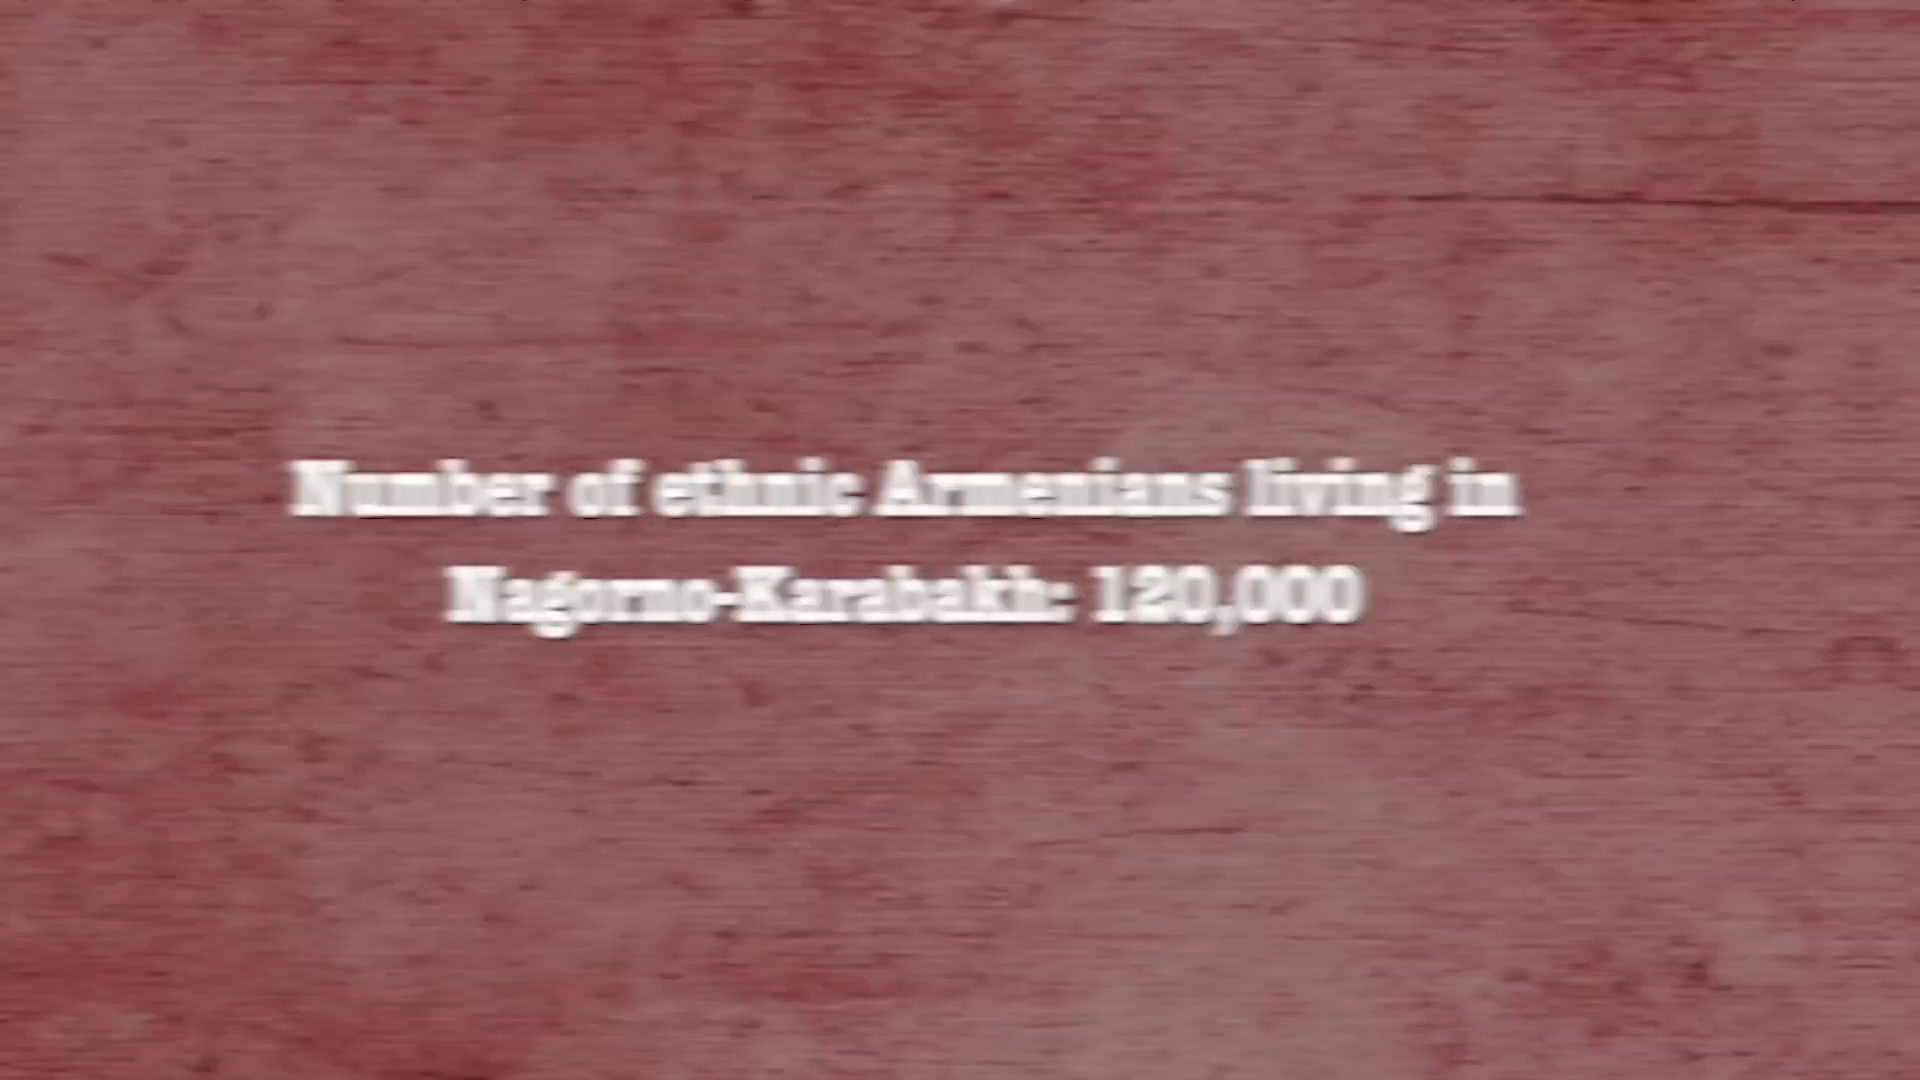 Number of ethnic Armenians living in
Nagorno-Karabakh: 120,000